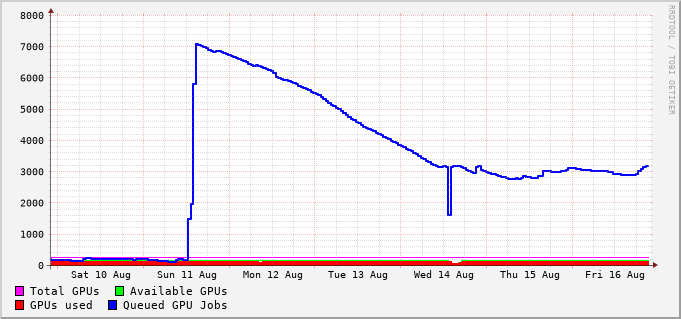 8000
7000
6000
5000
4000
3000
2000
1000
0
Sat 10 Aug Sun 11 Aug Mon 12 Aug Tue 13 Aug Wed 14 Aug Thu 15 Aug Fri 16 Aug
Total GPUs Available GPUs
GPUs used Queued GPU Jobs
RRDTOOL / TOBI OETIKER